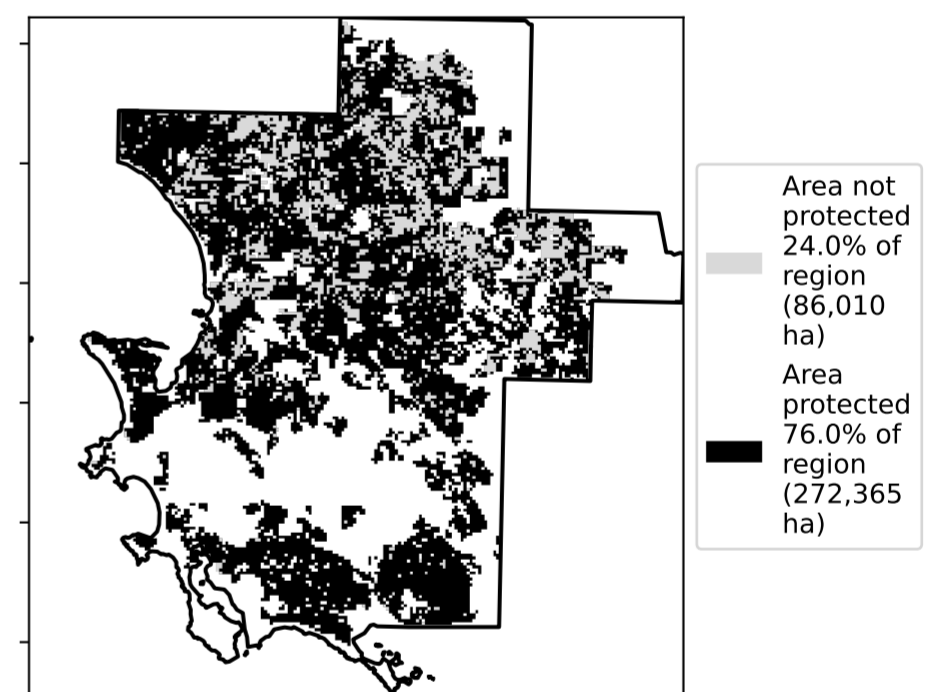 Area not
protected
24.0% of
region
(86,010
ha)
Area
protected
76.0% of
region
(272,365
ha)